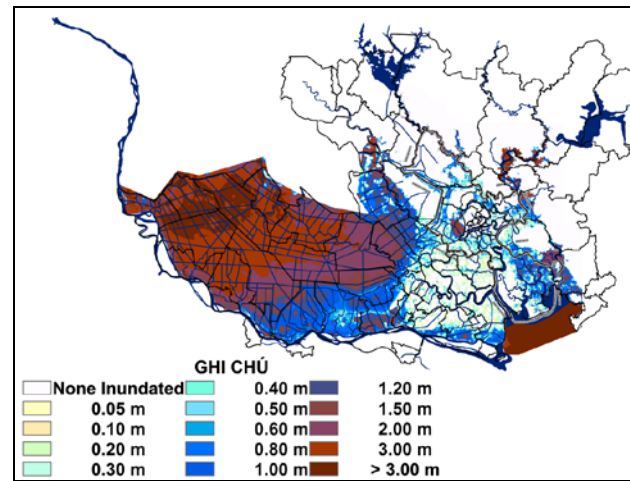 GHI CHÚ
None Inundated
0.05 m
0.10 m
0.20 m
0.30 m
0.40 m
0.50 m
0.60 m
0.80 m
1.00 m
1.20 m
1.50 m
2.00 m
3.00 m
> 3.00 m